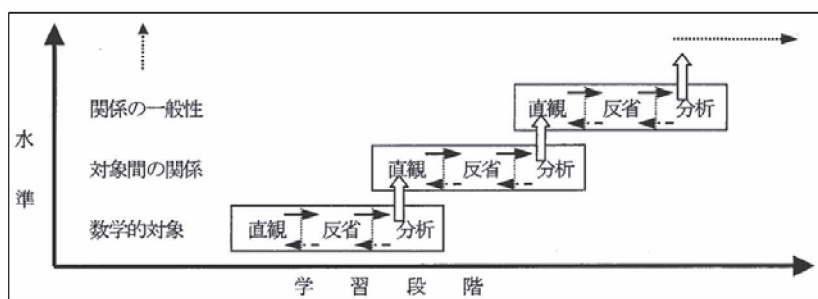 関係の一般性 直観 反省 分析
対象間の関係 直観 反省 分析
数学的対象 直観 反省 分析
水準
学習段階